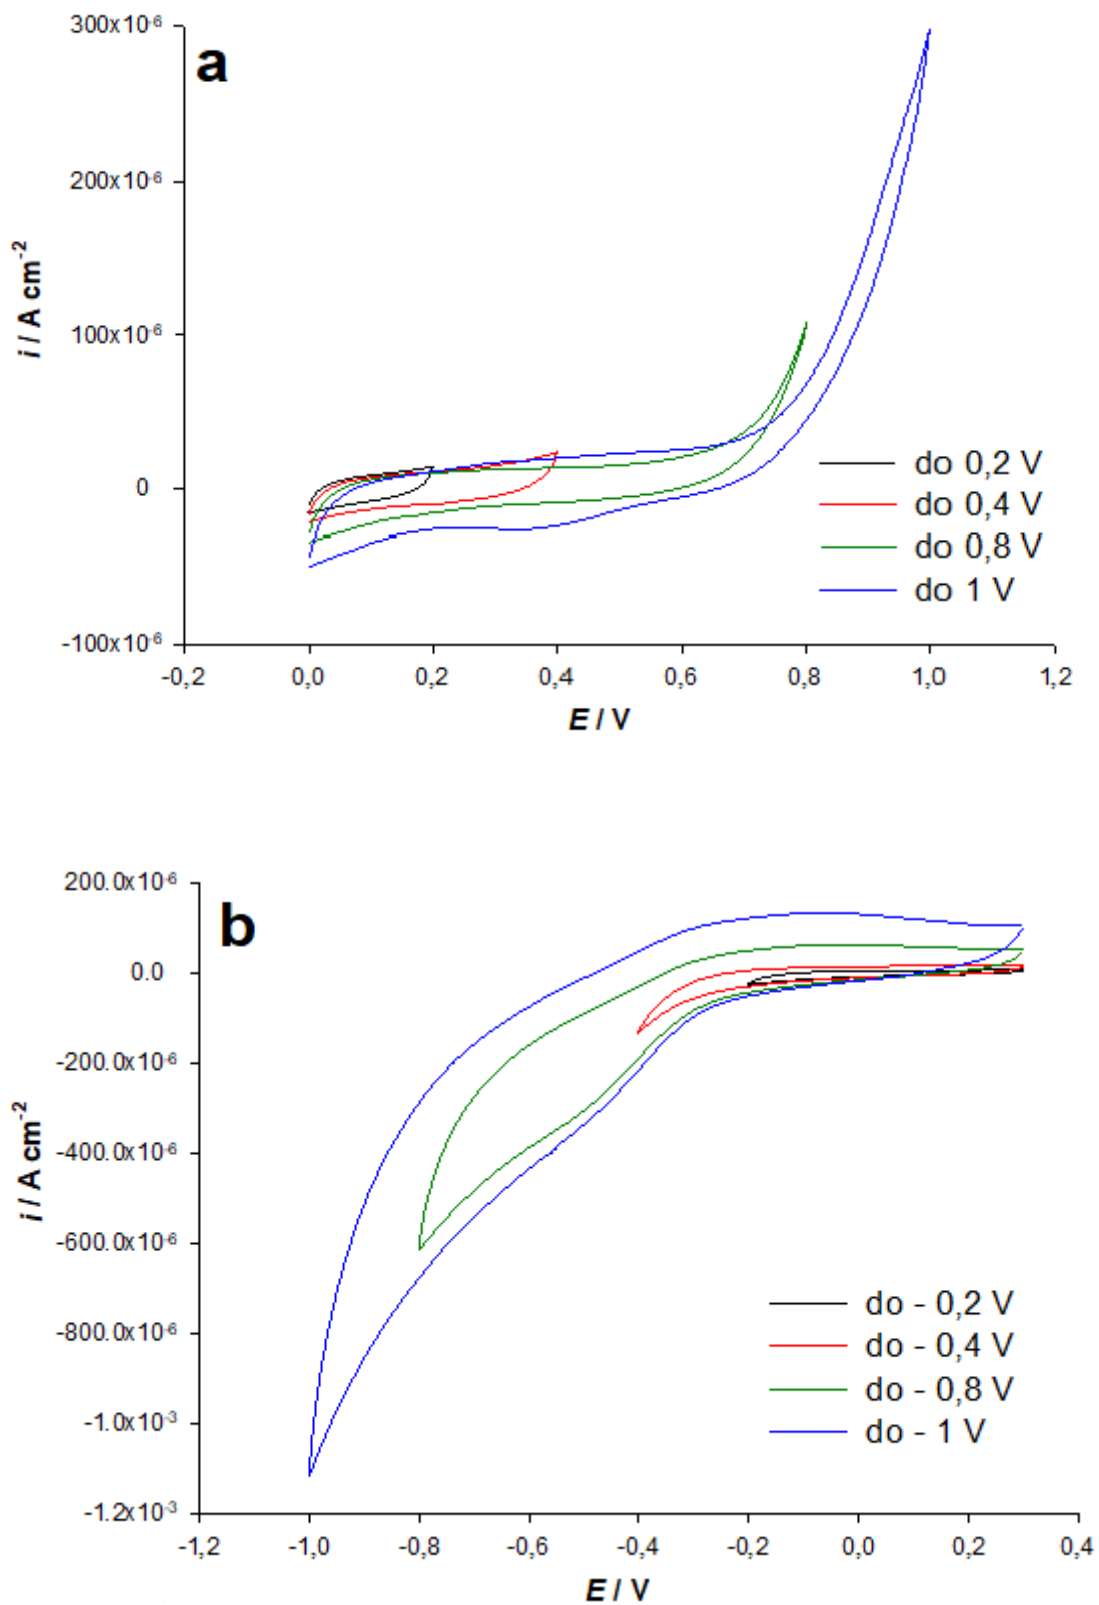 300x10-6
a
200x10-6
100x10-6
0
-100x10-6
i / A cm-2
do 0,2 V
do 0,4 V
do 0,8 V
do 1 V
-0,2 0,0 0,2 0,4 0,6 0,8 1,0 1,2
E / V
200.0x10-6
b
0.0
-200.0x10-6
-400.0x10-6
-600.0x10-6
-800.0x10-6
-1.0x10-3
-1.2x10-3
i / A cm-2
do - 0,2 V
do - 0,4 V
do - 0,8 V
do - 1 V
-1,2 -1,0 -0,8 -0,6 -0,4 -0,2 0,0 0,2 0,4
E / V